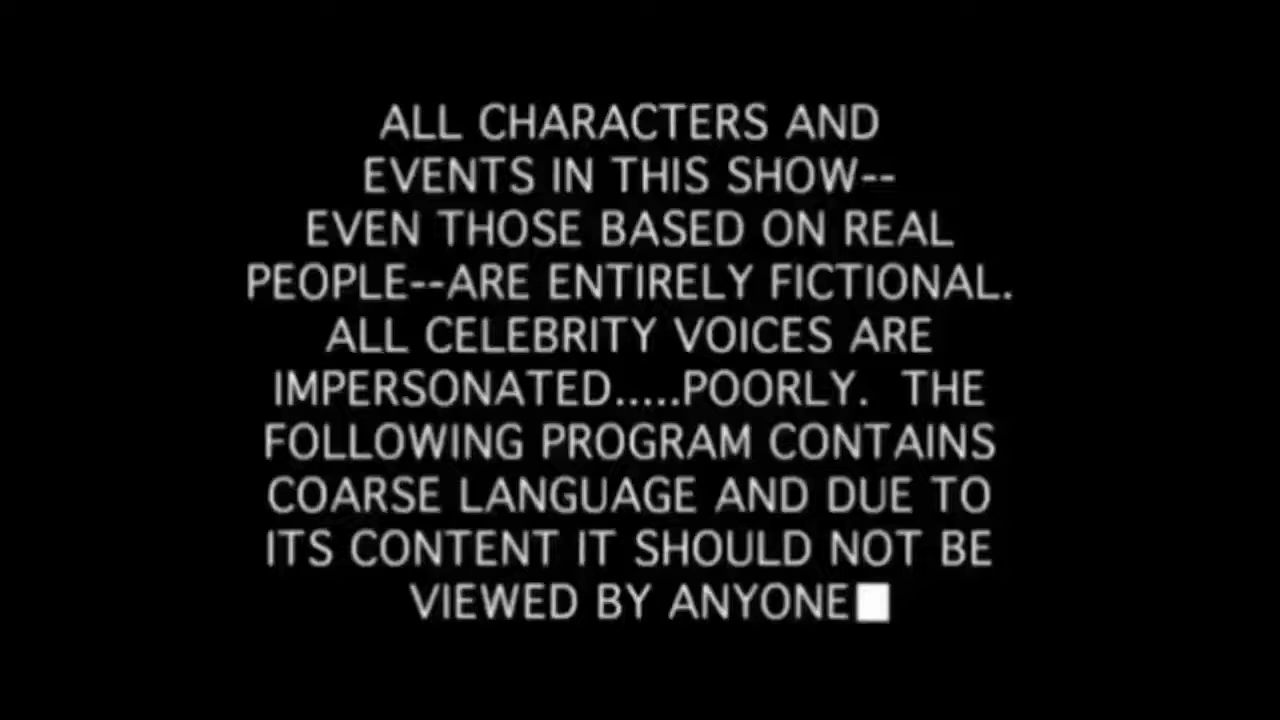 ALL CHARACTERS AND
EVENTS IN THIS SHOW--
EVEN THOSE BASED ON REAL
PEOPLE--ARE ENTIRELY FICTIONAL.
ALL CELEBRITY VOICES ARE
IMPERSONATED.....POORLY.  THE
FOLLOWING PROGRAM CONTAINS
COARSE LANGUAGE AND DUE TO
ITS CONTENT IT SHOULD NOT BE
VIEWED BY ANYONE